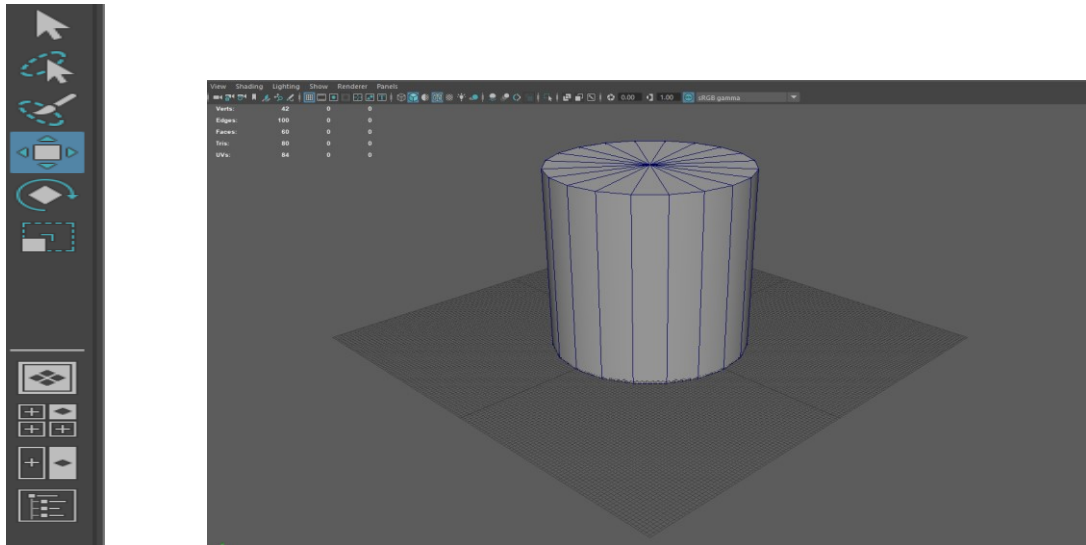 View Shading Lighting Show Renderer Panels
0.00 1.00 sRGB gamma
Verts: 42 0 0
Edges: 100 0 0
Faces: 60 0 0
Tris: 80 0 0
UVs: 84 0 0